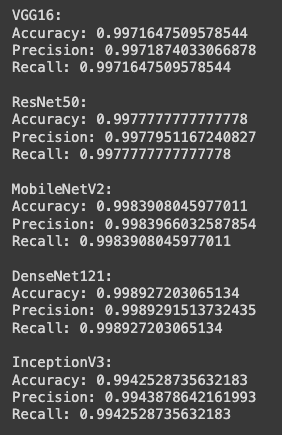 VGG16:
Accuracy: 0.9971647509578544
Precision: 0.9971874033066878
Recall: 0.9971647509578544
ResNet50:
Accuracy: 0.9977777777777778
Precision: 0.9977951167240827
Recall: 0.9977777777777778
MobileNetV2:
Accuracy: 0.9983908045977011
Precision: 0.9983966032587854
Recall: 0.9983908045977011
DenseNet121:
Accuracy: 0.998927203065134
Precision: 0.9989291513732435
Recall: 0.998927203065134
InceptionV3:
Accuracy: 0.9942528735632183
Precision: 0.9943878642161993
Recall: 0.9942528735632183